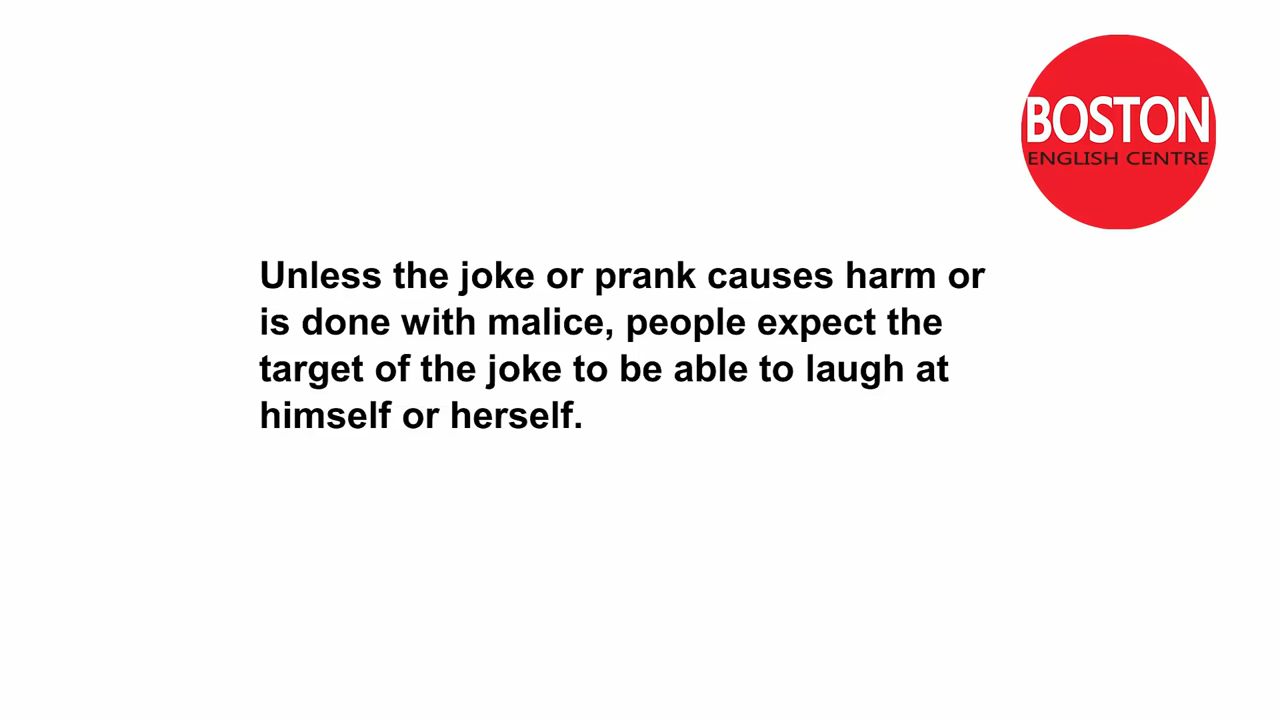 BOSTON
ENGLISH CENTRE
Unless the joke or prank causes harm or
is done with malice, people expect the
target of the joke to be able to laugh at
himself or herself.